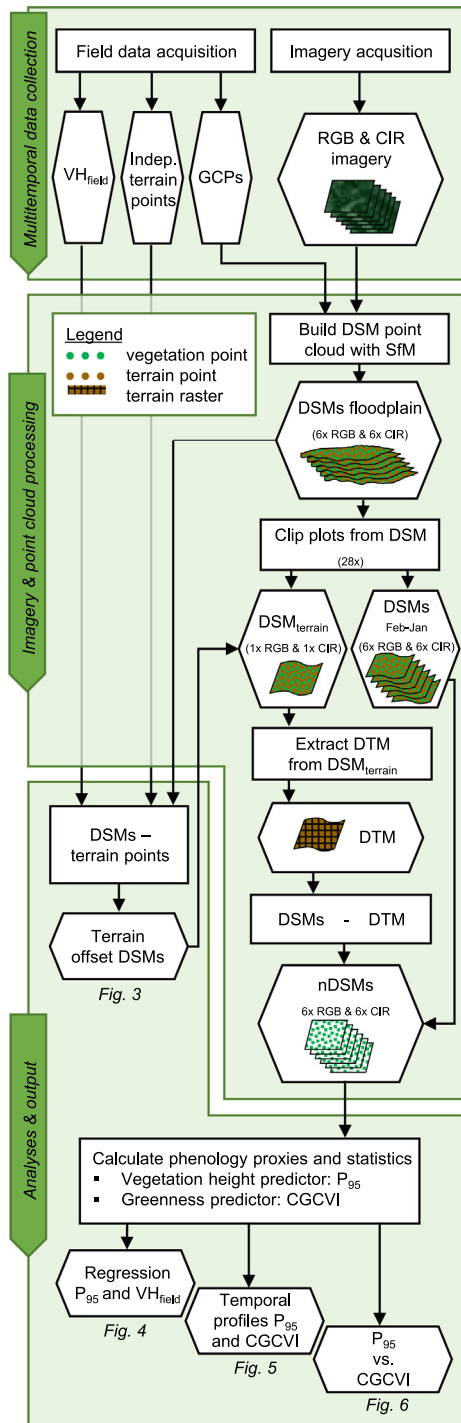 Multitemporal data collection
Field data acquisition
Imagery acqusition
VHfield
Indep.
terrain
points
GCPs
RGB & CIR
imagery
Imagery & point cloud processing
Legend
vegetation point
terrain point
terrain raster
Build DSM point
cloud with SfM
DSMs floodplain
(6x RGB & 6x CIR)
Clip plots from DSM
(28x)
DSMterrain
(1x RGB & 1x CIR)
DSMs
Feb-Jan
(6x RGB & 6x CIR)
Extract DTM
from DSMterrain
DTM
DSMs –
terrain points
DSMs - DTM
Terrain
offset DSMs
Fig. 3
nDSMs
6x RGB & 6x CIR
Analyses & output
Calculate phenology proxies and statistics
▪ Vegetation height predictor: P95
▪ Greenness predictor: CGCVI
Regression
P95 and VHfield
Fig. 4
Temporal
profiles P95
and CGCVI
Fig. 5
P95
vs.
CGCVI
Fig. 6